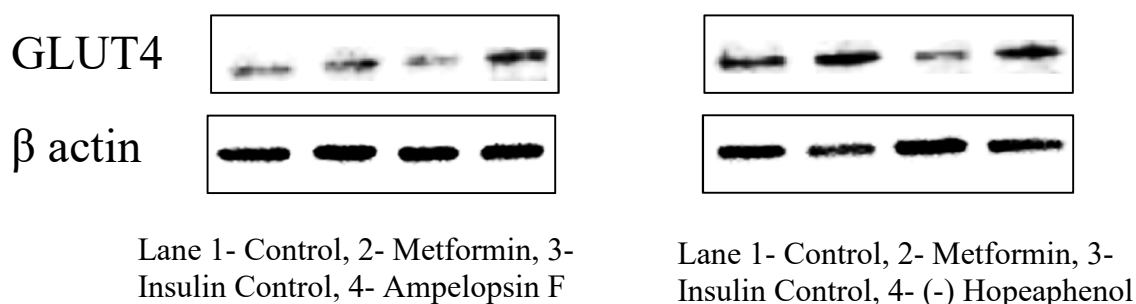 GLUT4
β actin
Lane 1- Control, 2- Metformin, 3-
Insulin Control, 4- Ampelopsin F
Lane 1- Control, 2- Metformin, 3-
Insulin Control, 4- (-) Hopeaphenol